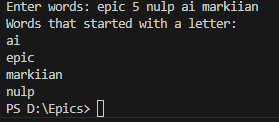 Enter words: epic 5 nulp ai markiian
Words that started with a letter:
ai
epic
markiian
nulp
PS D:\Epics>